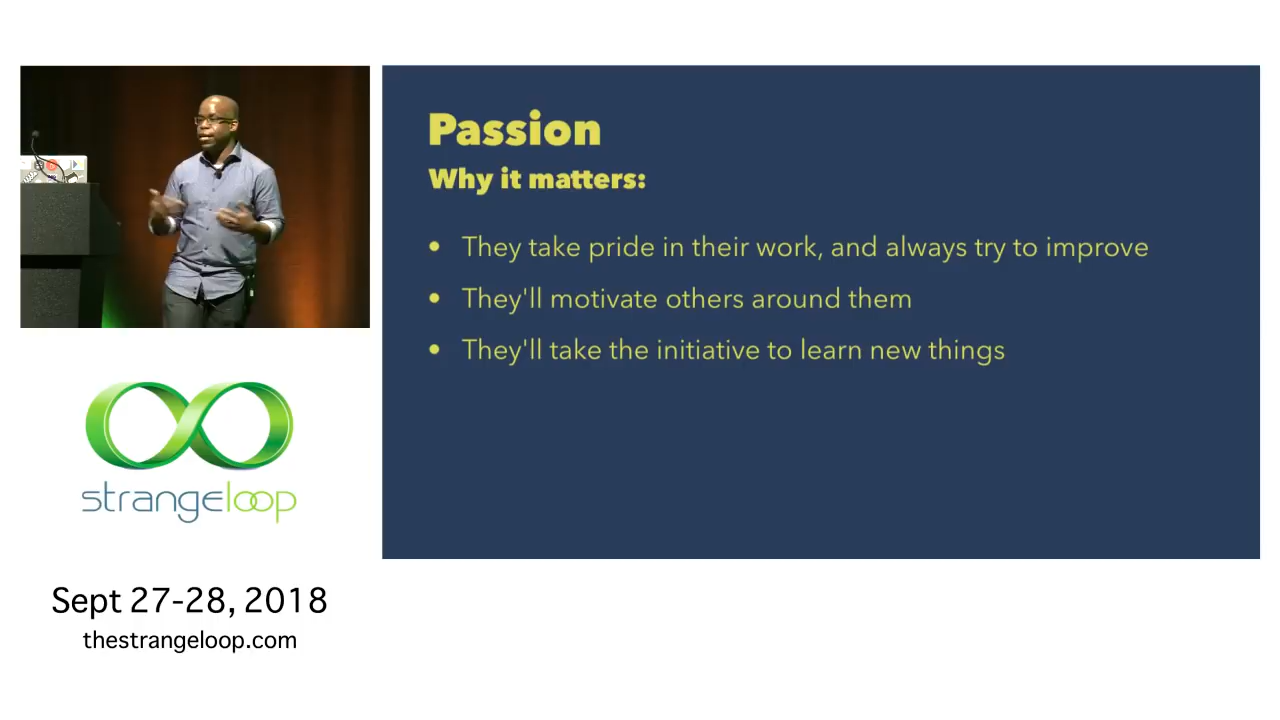 Passion
Why it matters:
• They take pride in their work, and always try to improve
• They'll motivate others around them
• They'll take the initiative to learn new things
strangeloop
Sept 27-28, 2018
thestrangeloop.com